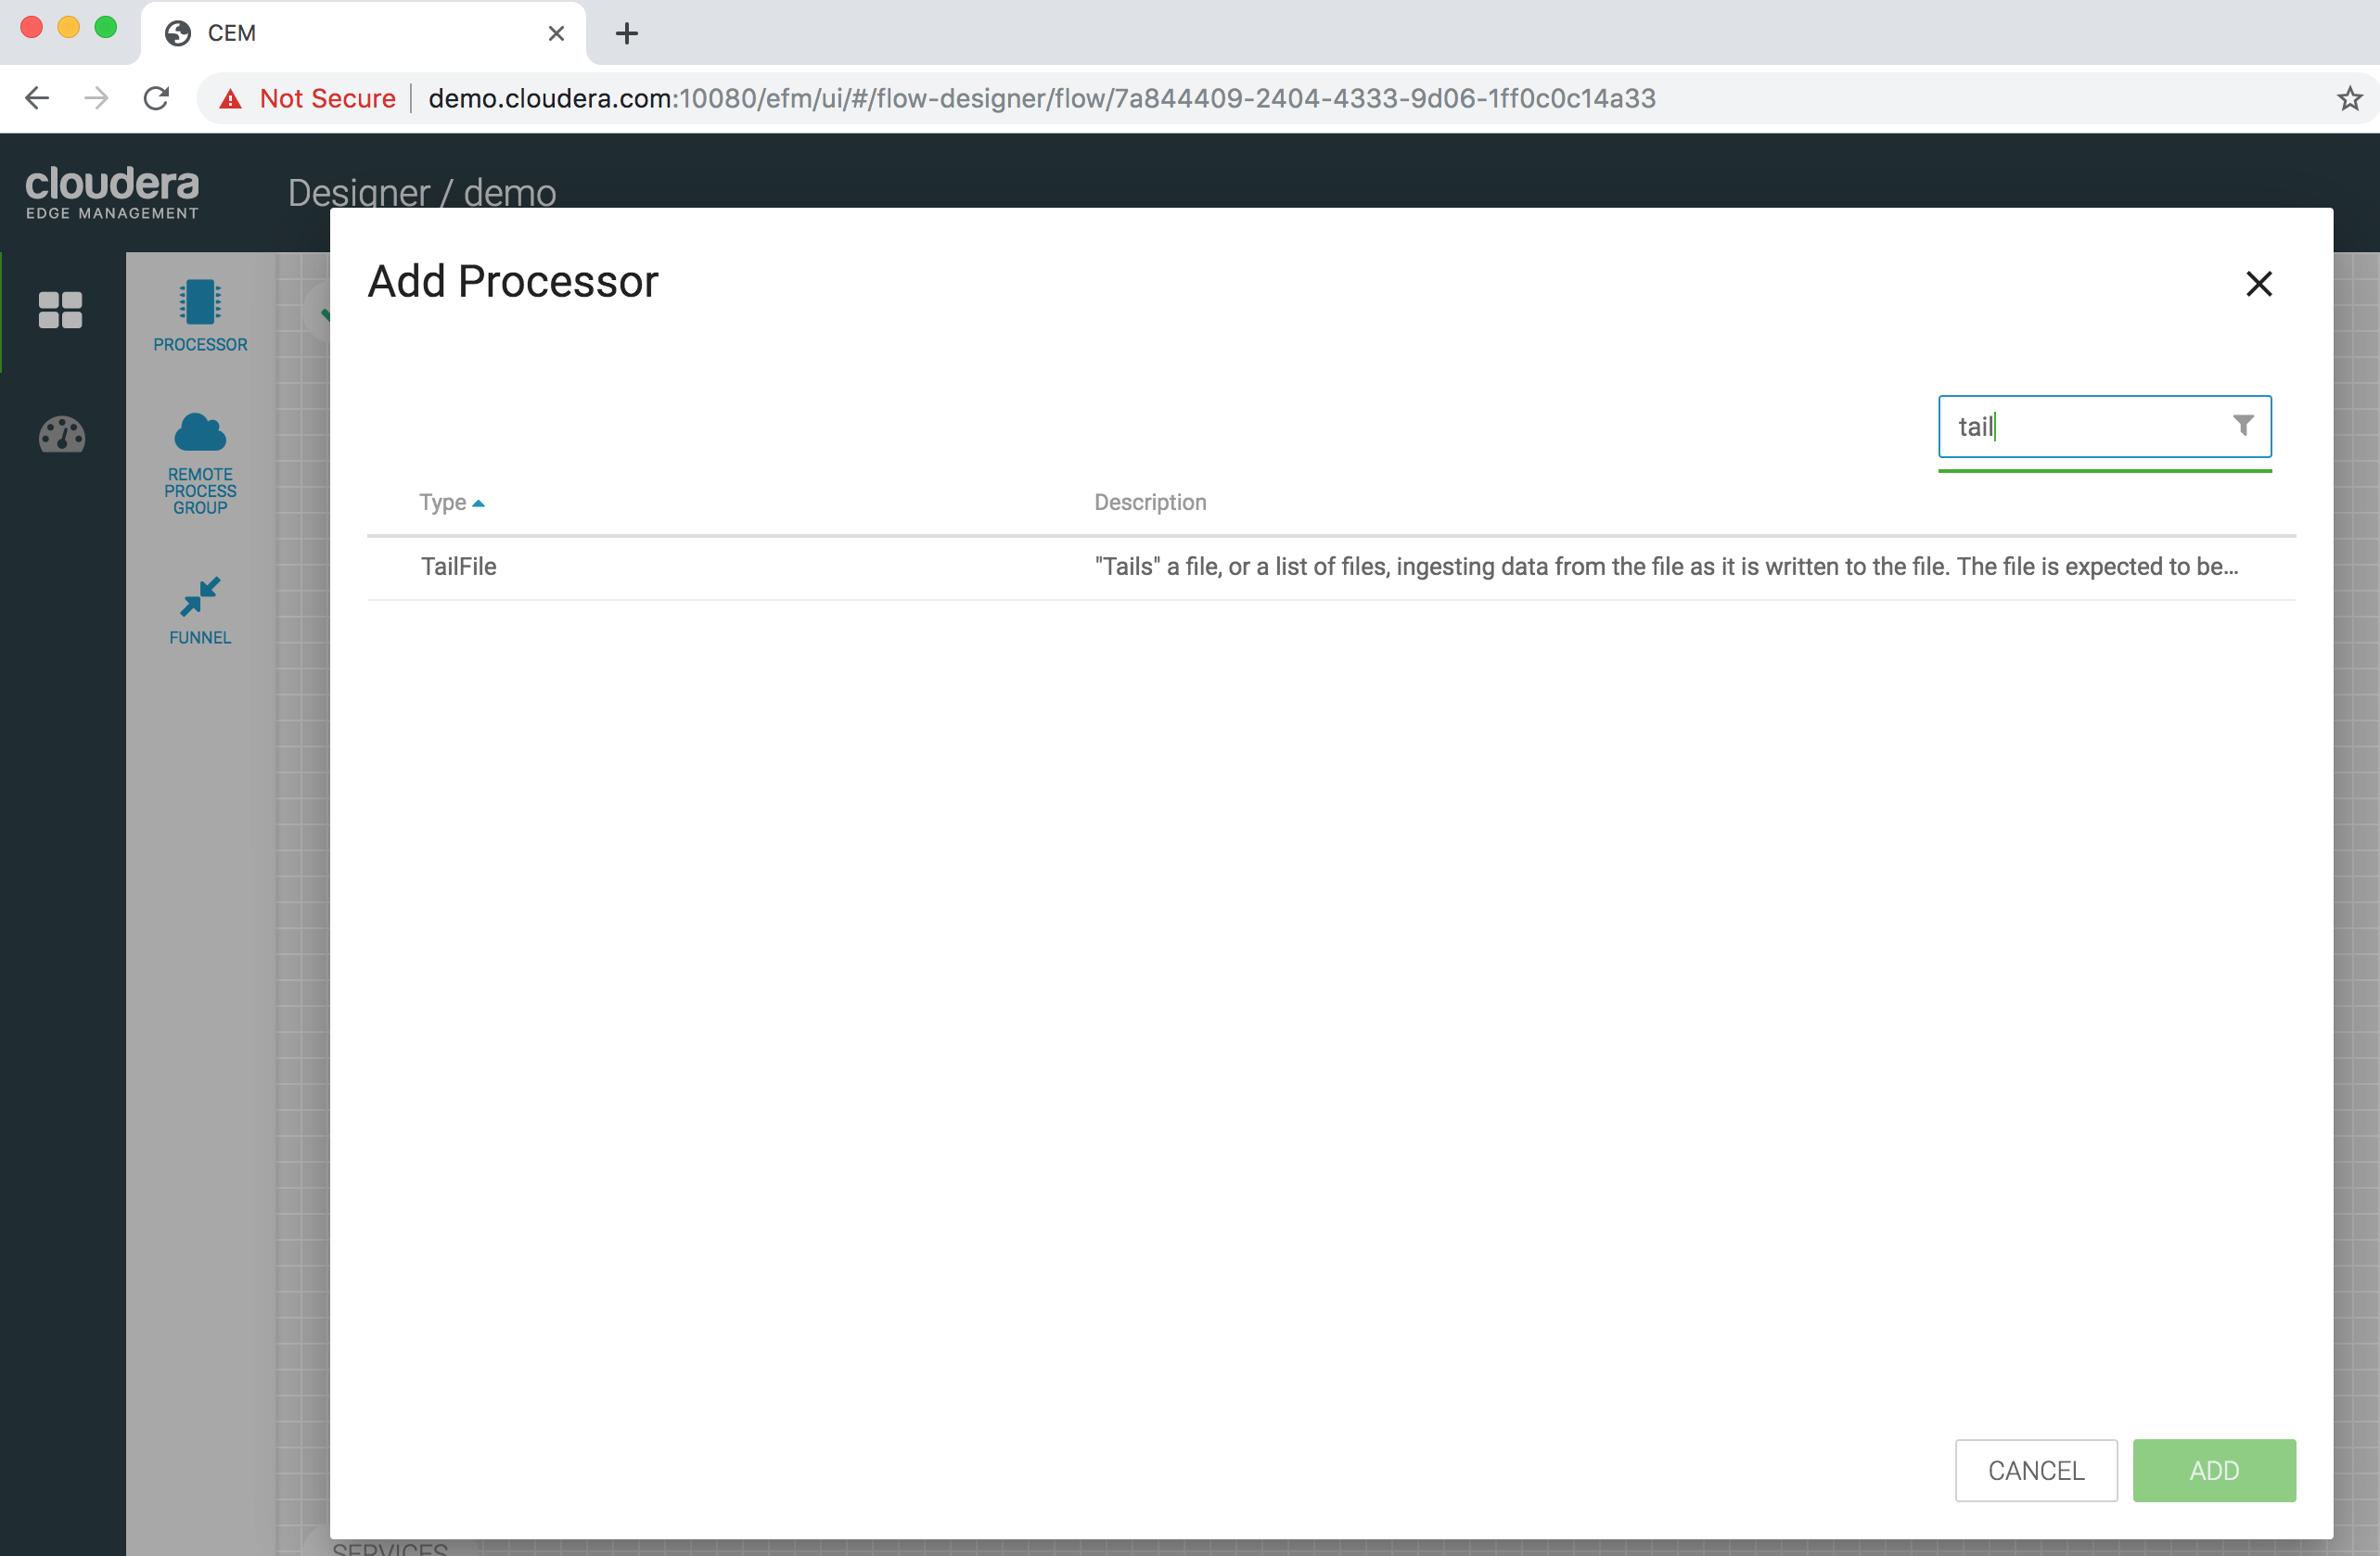 CEM
Not Secure
demo.cloudera.com:10080/efm/ui/#/flow-designer/flow/7a844409-2404-4333-9d06-1ff0c0c14a33
cloudera
EDGE MANAGEMENT
Designer / demo
PROCESSOR
REMOTE
PROCESS
GROUP
FUNNEL
Add Processor
tail
Type Description
TailFile "Tails" a file, or a list of files, ingesting data from the file as it is written to the file. The file is expected to be...
CANCEL ADD
SERVICES